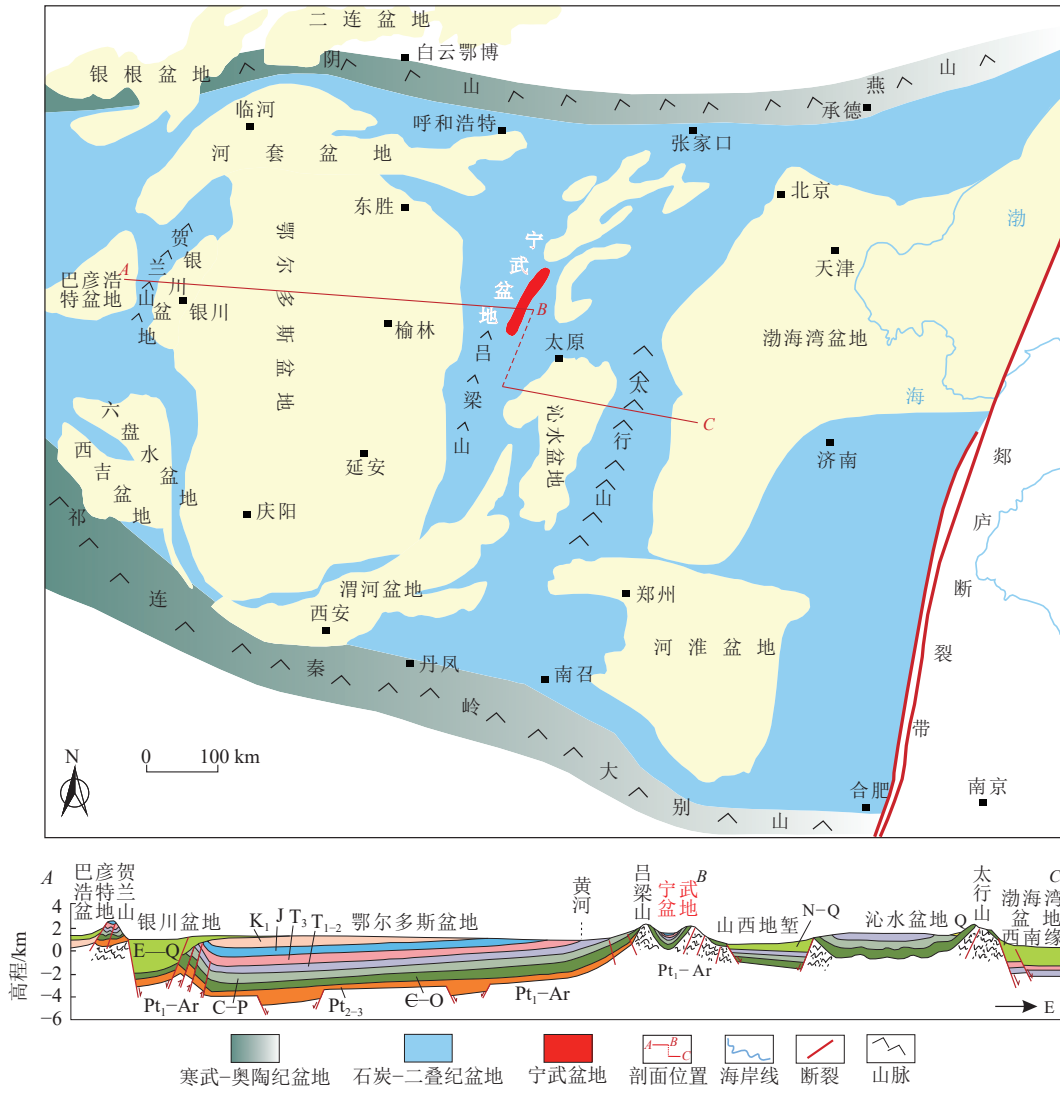 二连盆地
银根盆地
阴
山
燕
山
白云鄂博
承德
临河
呼和浩特
张家口
河套盆地
东胜
北京
渤
海
贺
兰
山
银
川
盆
地
鄂
尔
多
斯
盆
地
宁
武
盆
地
天津
巴彦浩
特盆地
A
银川
B
榆林
吕
梁
山
太原
太
行
山
渤海湾盆地
C
沁
水
盆
地
六
盘
水
盆
地
西
吉
盆
地
延安
济南
郯
庐
断
裂
带
庆阳
祁
连
秦
岭
大
别
山
渭河盆地
西安
郑州
河淮盆地
丹凤
南召
N
0 100 km
合肥
南京
A
巴彦
浩特
盆地
贺
兰
山
银川盆地
K₁
J
T₃
T₁₋₂
鄂尔多斯盆地
黄
河
吕
梁
山
宁武
盆地
B
山西地堑
N–Q
沁水盆地
Q
太
行
山
渤海湾
盆地
西南缘
C
高程/km
4
2
0
−2
−4
−6
E—Q
Pt₁–Ar
C–P
Pt₂₋₃
Є–O
Pt₁–Ar
Pt₁–Ar
E
寒武–奥陶纪盆地
石炭–二叠纪盆地
宁武盆地
A B C
剖面位置
海岸线
断裂
山脉